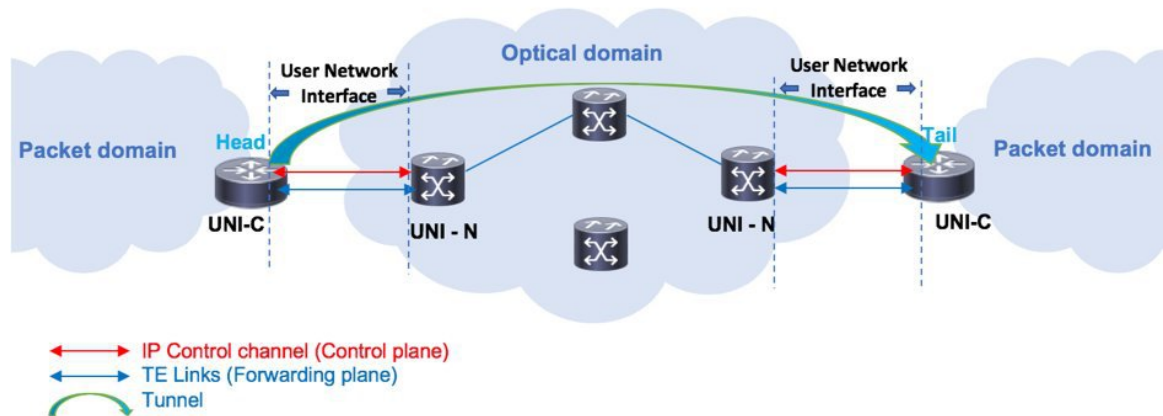 Optical domain
User Network
Interface
User Network
Interface
Packet domain
Head
Tail
Packet domain
UNI-C
UNI - N
UNI - N
UNI-C
IP Control channel (Control plane)
TE Links (Forwarding plane)
Tunnel